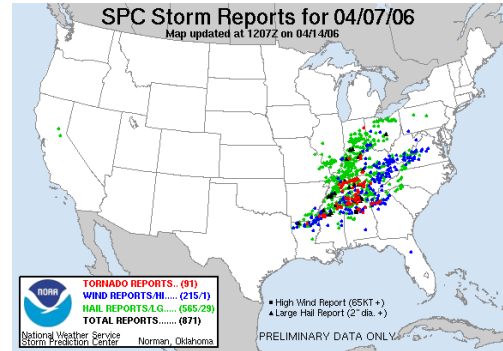 SPC Storm Reports for 04/07/06
Map updated at 1207Z on 04/14/06
TORNADO REPORTS.. (91)
WIND REPORTS/HI..... (215/1)
HAIL REPORTS/LG..... (565/29)
TOTAL REPORTS....... (871)
NOAA
National Weather Service
Storm Prediction Center Norman, Oklahoma
High Wind Report (65KT +)
Large Hail Report (2" dia. +)
PRELIMINARY DATA ONLY